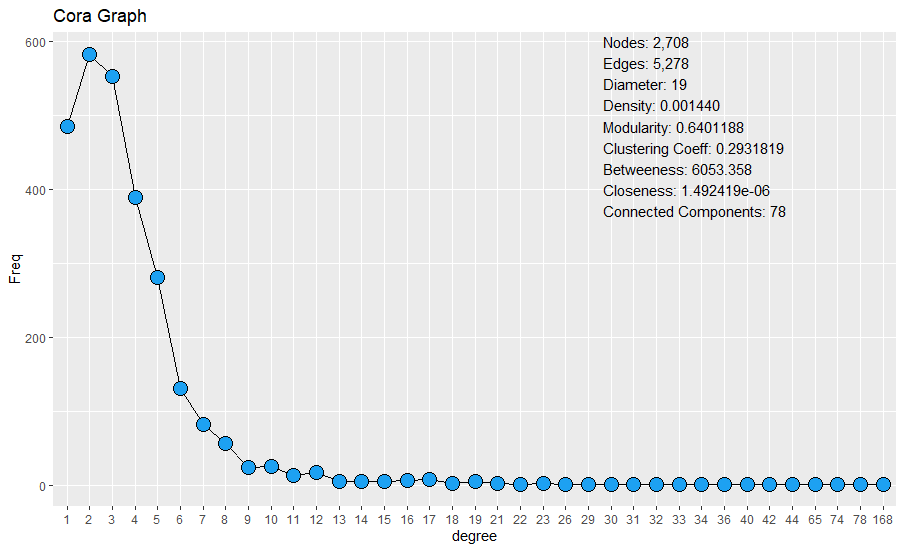 Cora Graph
Nodes: 2,708
Edges: 5,278
Diameter: 19
Density: 0.001440
Modularity: 0.6401188
Clustering Coeff: 0.2931819
Betweeness: 6053.358
Closeness: 1.492419e-06
Connected Components: 78
600
400
200
0
Freq
1 2 3 4 5 6 7 8 9 10 11 12 13 14 15 16 17 18 19 21 22 23 26 29 30 31 32 33 34 36 40 42 44 65 74 78 168
degree